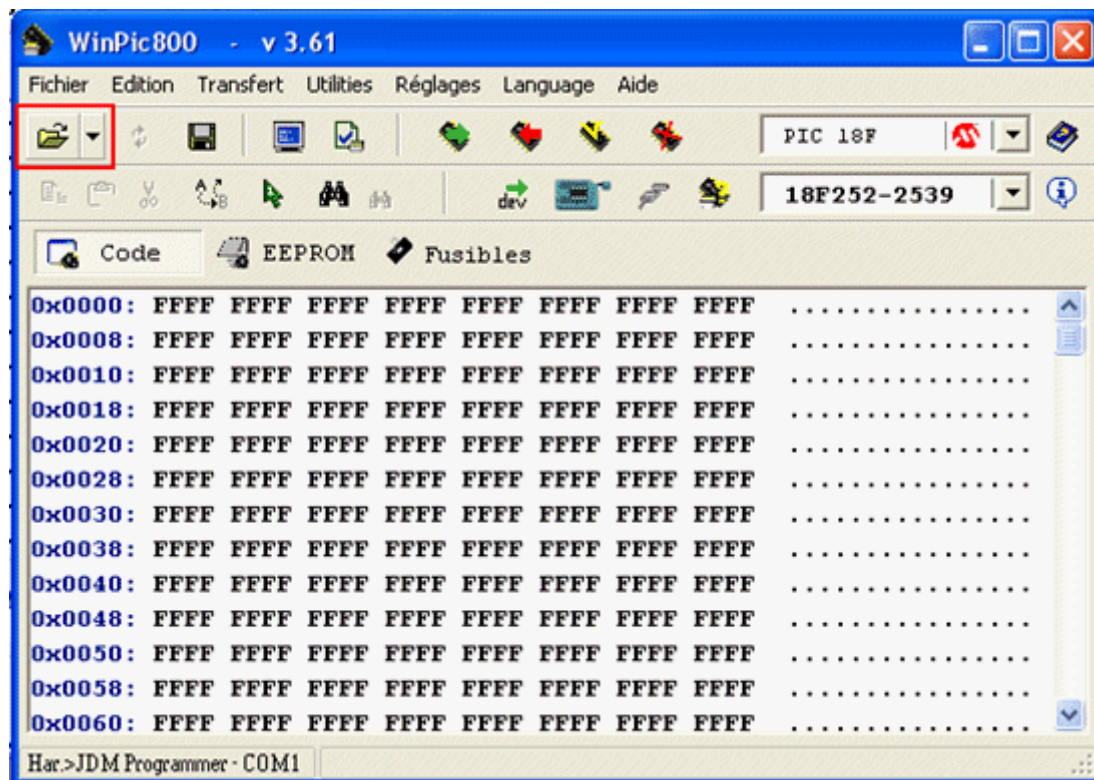 WinPic800 - v 3.61
Fichier Edition Transfert Utilities Réglages Language Aide
PIC 18F
dev 18F252-2539
Code EEPROM Fusibles
0x0000: FFFF FFFF FFFF FFFF FFFF FFFF FFFF FFFF ................
0x0008: FFFF FFFF FFFF FFFF FFFF FFFF FFFF FFFF ................
0x0010: FFFF FFFF FFFF FFFF FFFF FFFF FFFF FFFF ................
0x0018: FFFF FFFF FFFF FFFF FFFF FFFF FFFF FFFF ................
0x0020: FFFF FFFF FFFF FFFF FFFF FFFF FFFF FFFF ................
0x0028: FFFF FFFF FFFF FFFF FFFF FFFF FFFF FFFF ................
0x0030: FFFF FFFF FFFF FFFF FFFF FFFF FFFF FFFF ................
0x0038: FFFF FFFF FFFF FFFF FFFF FFFF FFFF FFFF ................
0x0040: FFFF FFFF FFFF FFFF FFFF FFFF FFFF FFFF ................
0x0048: FFFF FFFF FFFF FFFF FFFF FFFF FFFF FFFF ................
0x0050: FFFF FFFF FFFF FFFF FFFF FFFF FFFF FFFF ................
0x0058: FFFF FFFF FFFF FFFF FFFF FFFF FFFF FFFF ................
0x0060: FFFF FFFF FFFF FFFF FFFF FFFF FFFF FFFF ................
Har.>JDM Programmer - COM1